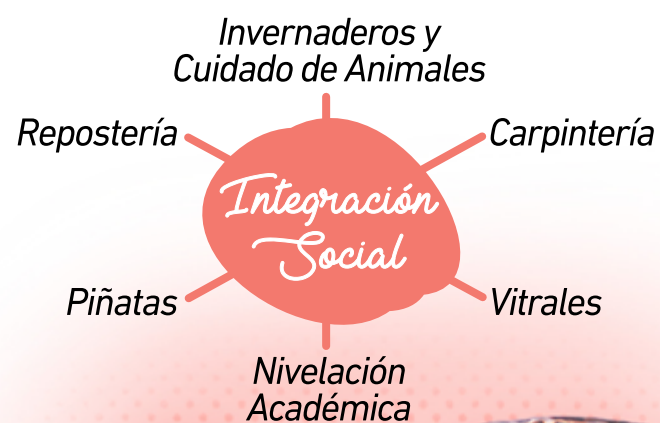 Invernaderos y
Cuidado de Animales
Repostería
Carpintería
Integración
Social
Piñatas
Vitrales
Nivelación
Académica